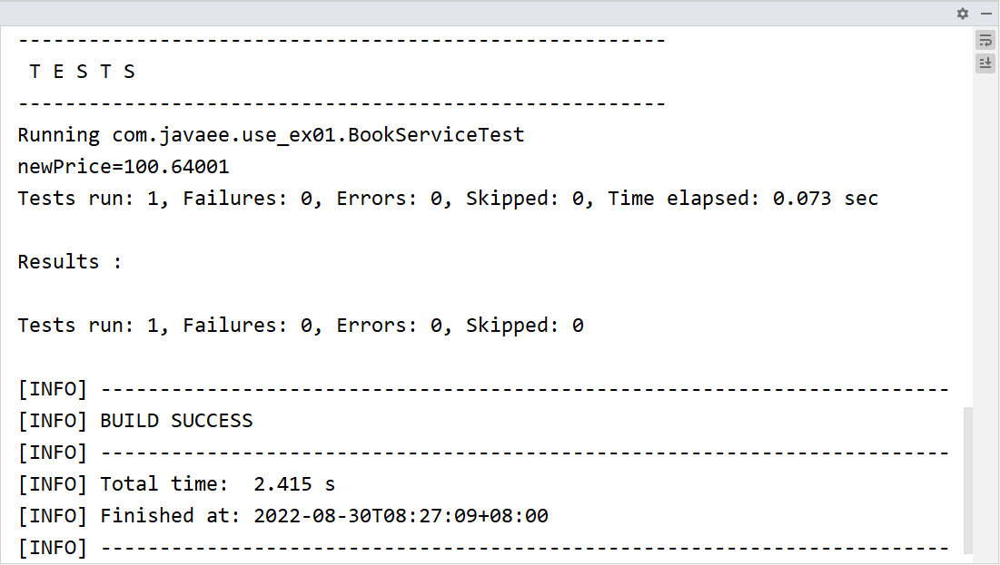 -------------------------------------------------------
 T E S T S
-------------------------------------------------------
Running com.javaee.use_ex01.BookServiceTest
newPrice=100.64001
Tests run: 1, Failures: 0, Errors: 0, Skipped: 0, Time elapsed: 0.073 sec
Results :
Tests run: 1, Failures: 0, Errors: 0, Skipped: 0
[INFO] ------------------------------------------------------------------------
[INFO] BUILD SUCCESS
[INFO] ------------------------------------------------------------------------
[INFO] Total time:  2.415 s
[INFO] Finished at: 2022-08-30T08:27:09+08:00
[INFO] ------------------------------------------------------------------------